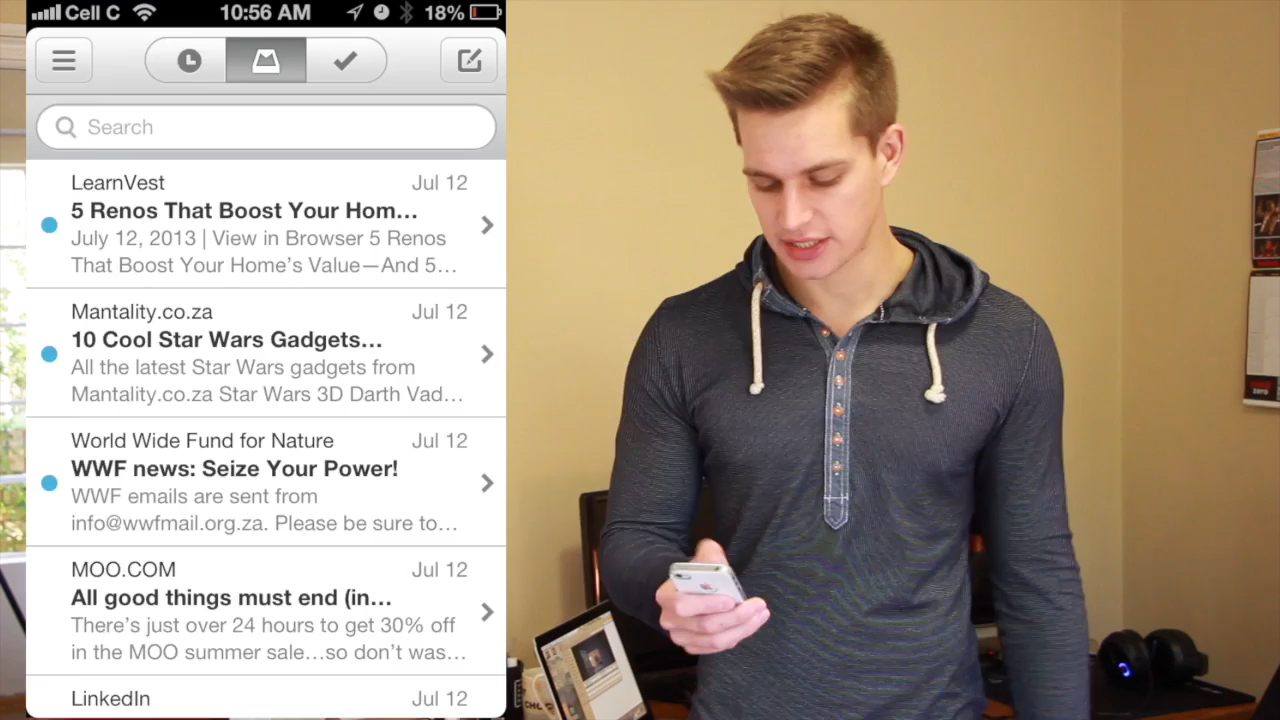 Cell C 10:56 AM 18%
Search
LearnVest Jul 12
5 Renos That Boost Your Hom...
July 12, 2013 | View in Browser 5 Renos
That Boost Your Home's Value—And 5...
Mantality.co.za Jul 12
10 Cool Star Wars Gadgets...
All the latest Star Wars gadgets from
Mantality.co.za Star Wars 3D Darth Vad...
World Wide Fund for Nature Jul 12
WWF news: Seize Your Power!
WWF emails are sent from
info@wwfmail.org.za. Please be sure to...
MOO.COM Jul 12
All good things must end (in...
There's just over 24 hours to get 30% off
in the MOO summer sale...so don't was...
LinkedIn Jul 12